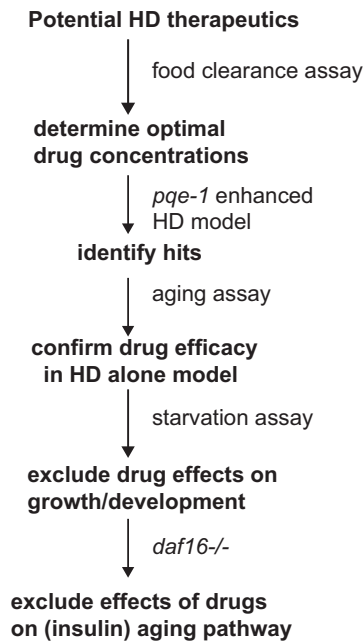 Potential HD therapeutics
food clearance assay
determine optimal
drug concentrations
pqe-1 enhanced
HD model
identify hits
aging assay
confirm drug efficacy
in HD alone model
starvation assay
exclude drug effects on
growth/development
daf16-/-
exclude effects of drugs
on (insulin) aging pathway